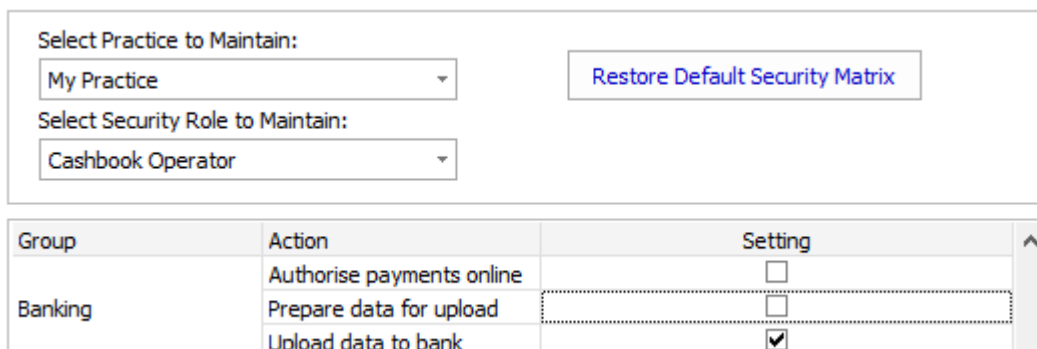 Select Practice to Maintain:
My Practice
Restore Default Security Matrix
Select Security Role to Maintain:
Cashbook Operator
Group Action Setting
Authorise payments online
Banking Prepare data for upload
Upload data to bank